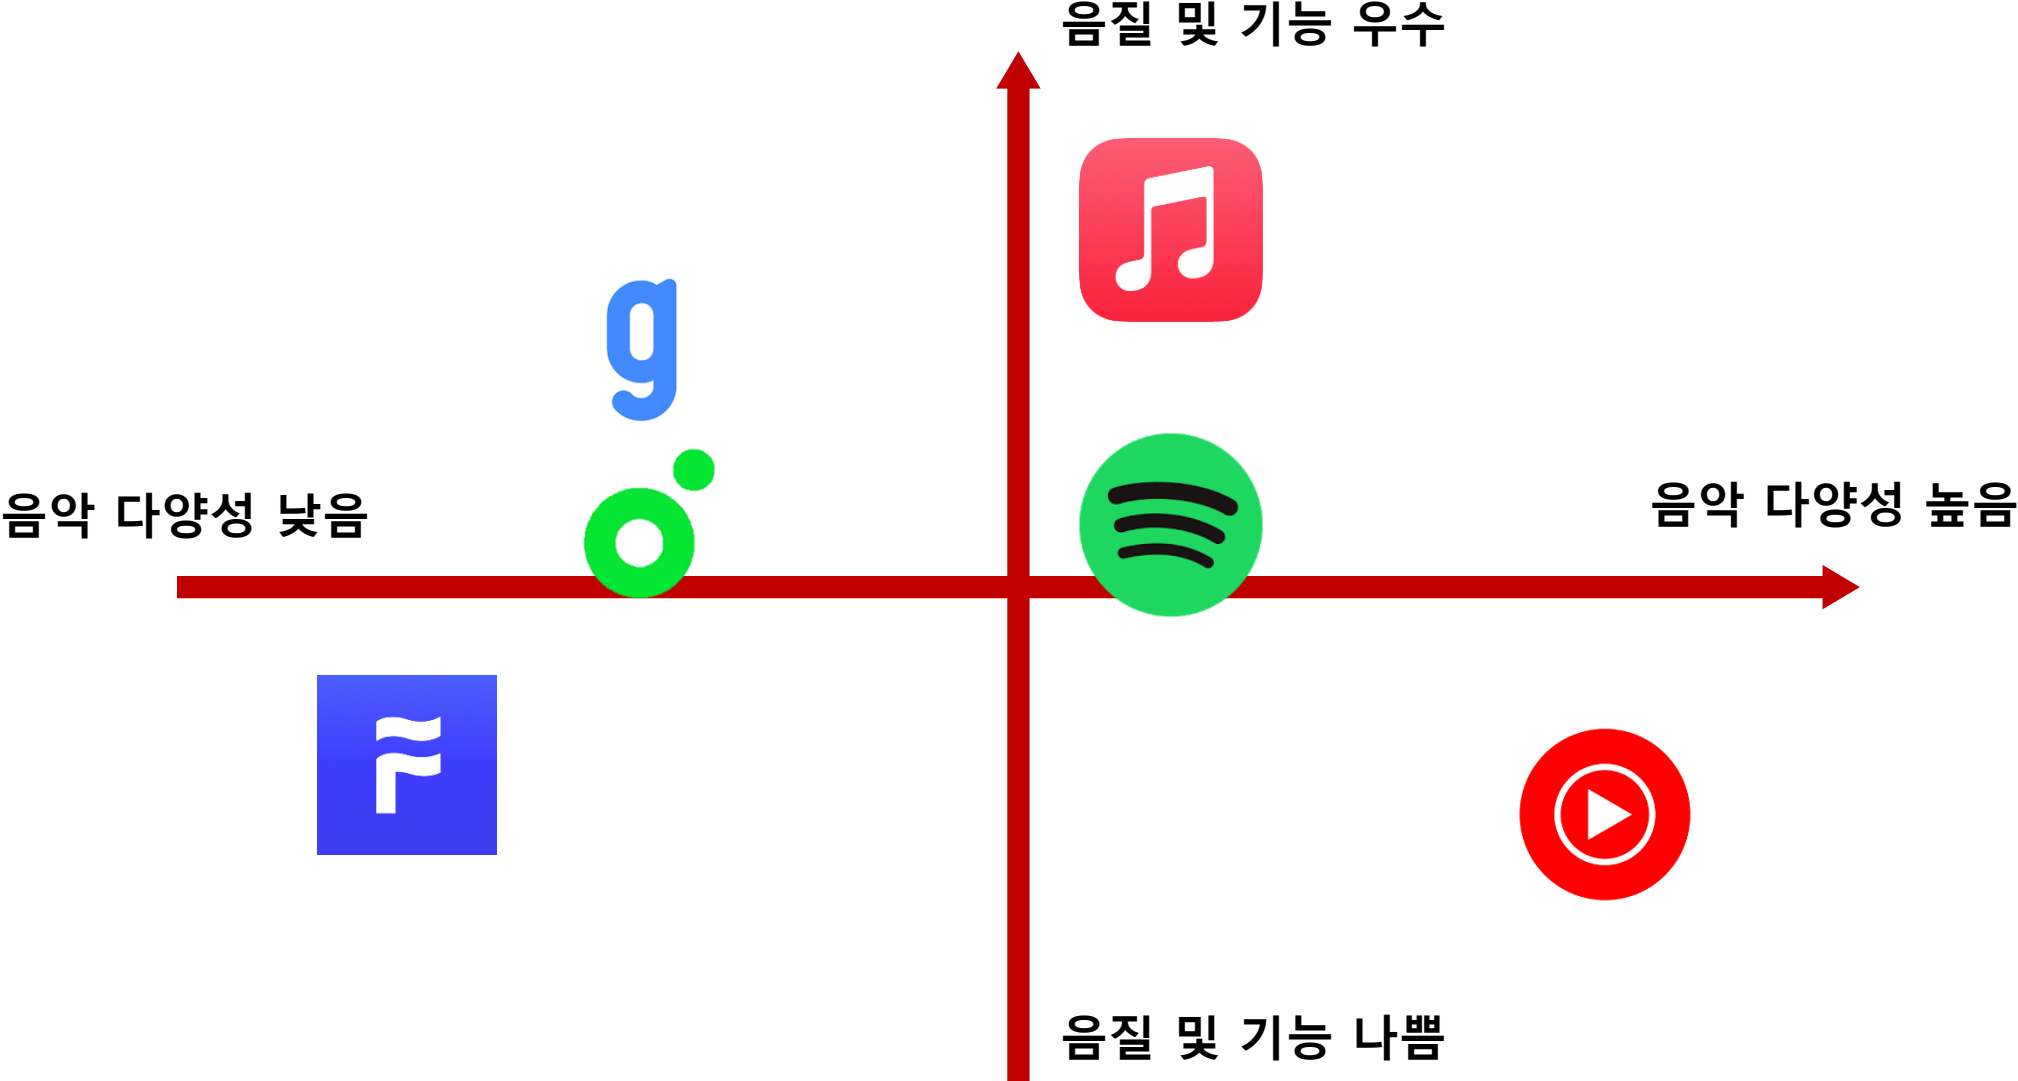 음질 및 기능 우수
g
음악 다양성 낮음
음악 다양성 높음
F
음질 및 기능 나쁨